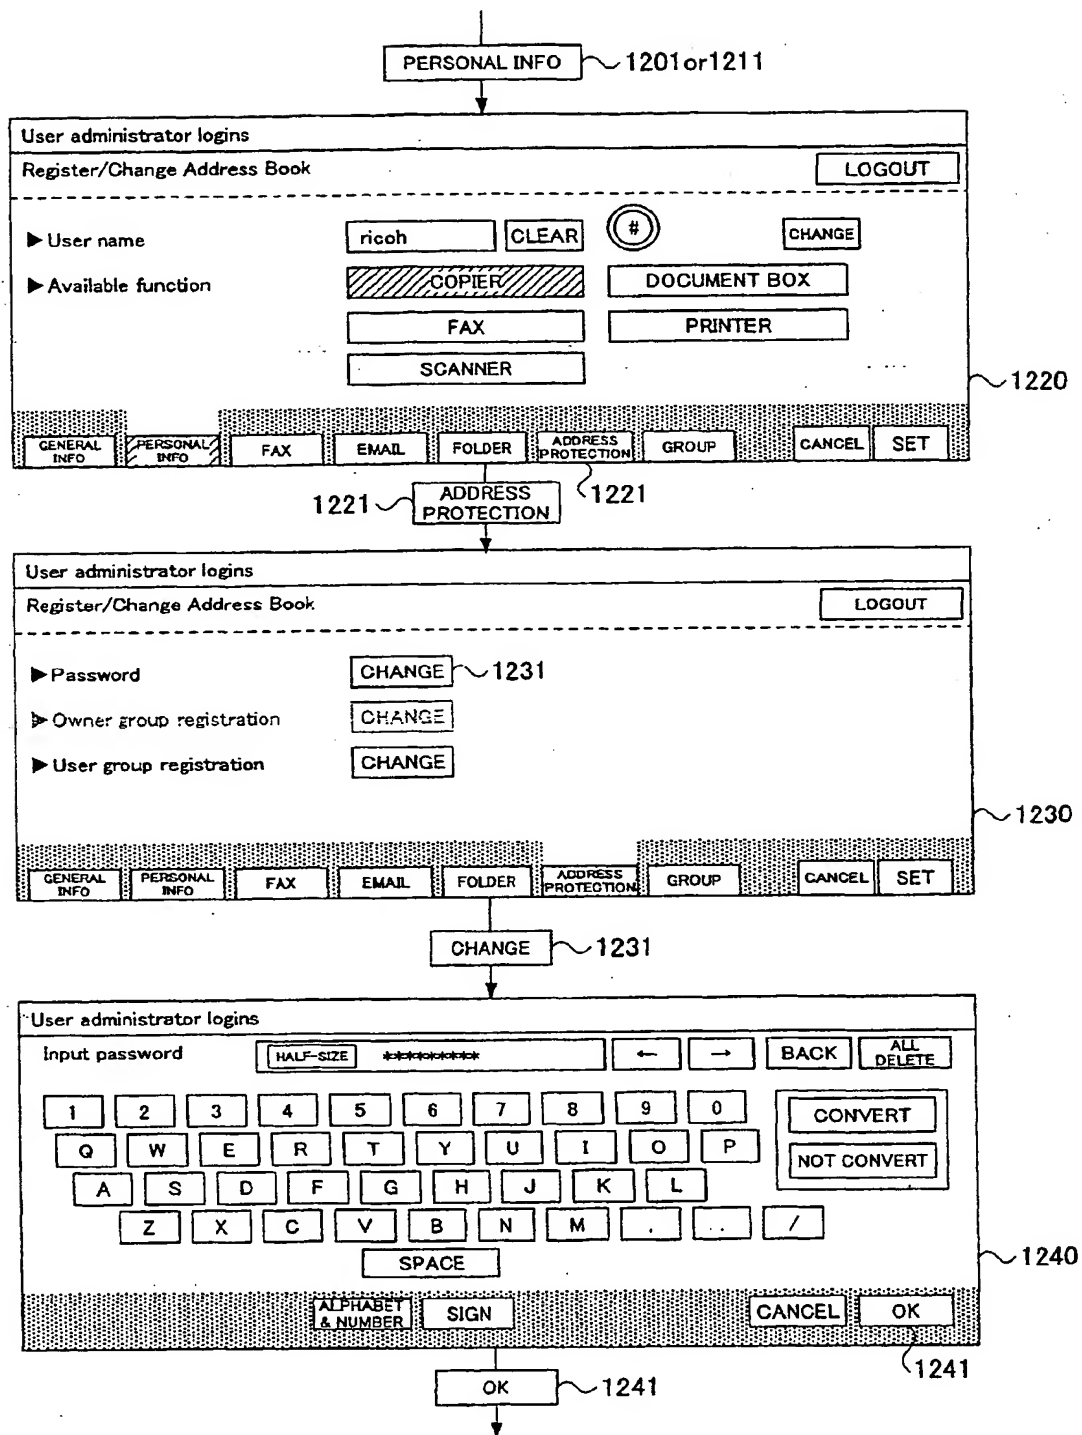 PERSONAL INFO 1201or1211
User administrator logins
Register/Change Address Book LOGOUT
▶User name ricoh CLEAR # CHANGE
▶Available function COPIER DOCUMENT BOX
FAX PRINTER
SCANNER
1220
GENERAL INFO PERSONAL INFO FAX EMAIL FOLDER ADDRESS PROTECTION GROUP CANCEL SET
1221 ADDRESS PROTECTION 1221
User administrator logins
Register/Change Address Book LOGOUT
▶Password CHANGE 1231
▶Owner group registration CHANGE
▶User group registration CHANGE
1230
GENERAL INFO PERSONAL INFO FAX EMAIL FOLDER ADDRESS PROTECTION GROUP CANCEL SET
CHANGE 1231
User administrator logins
Input password HALF-SIZE ********* ← → BACK ALL DELETE
1 2 3 4 5 6 7 8 9 0 CONVERT
Q W E R T Y U I O P NOT CONVERT
A S D F G H J K L
Z X C V B N M , .. /
SPACE 1240
ALPHABET & NUMBER SIGN CANCEL OK
1241
OK 1241